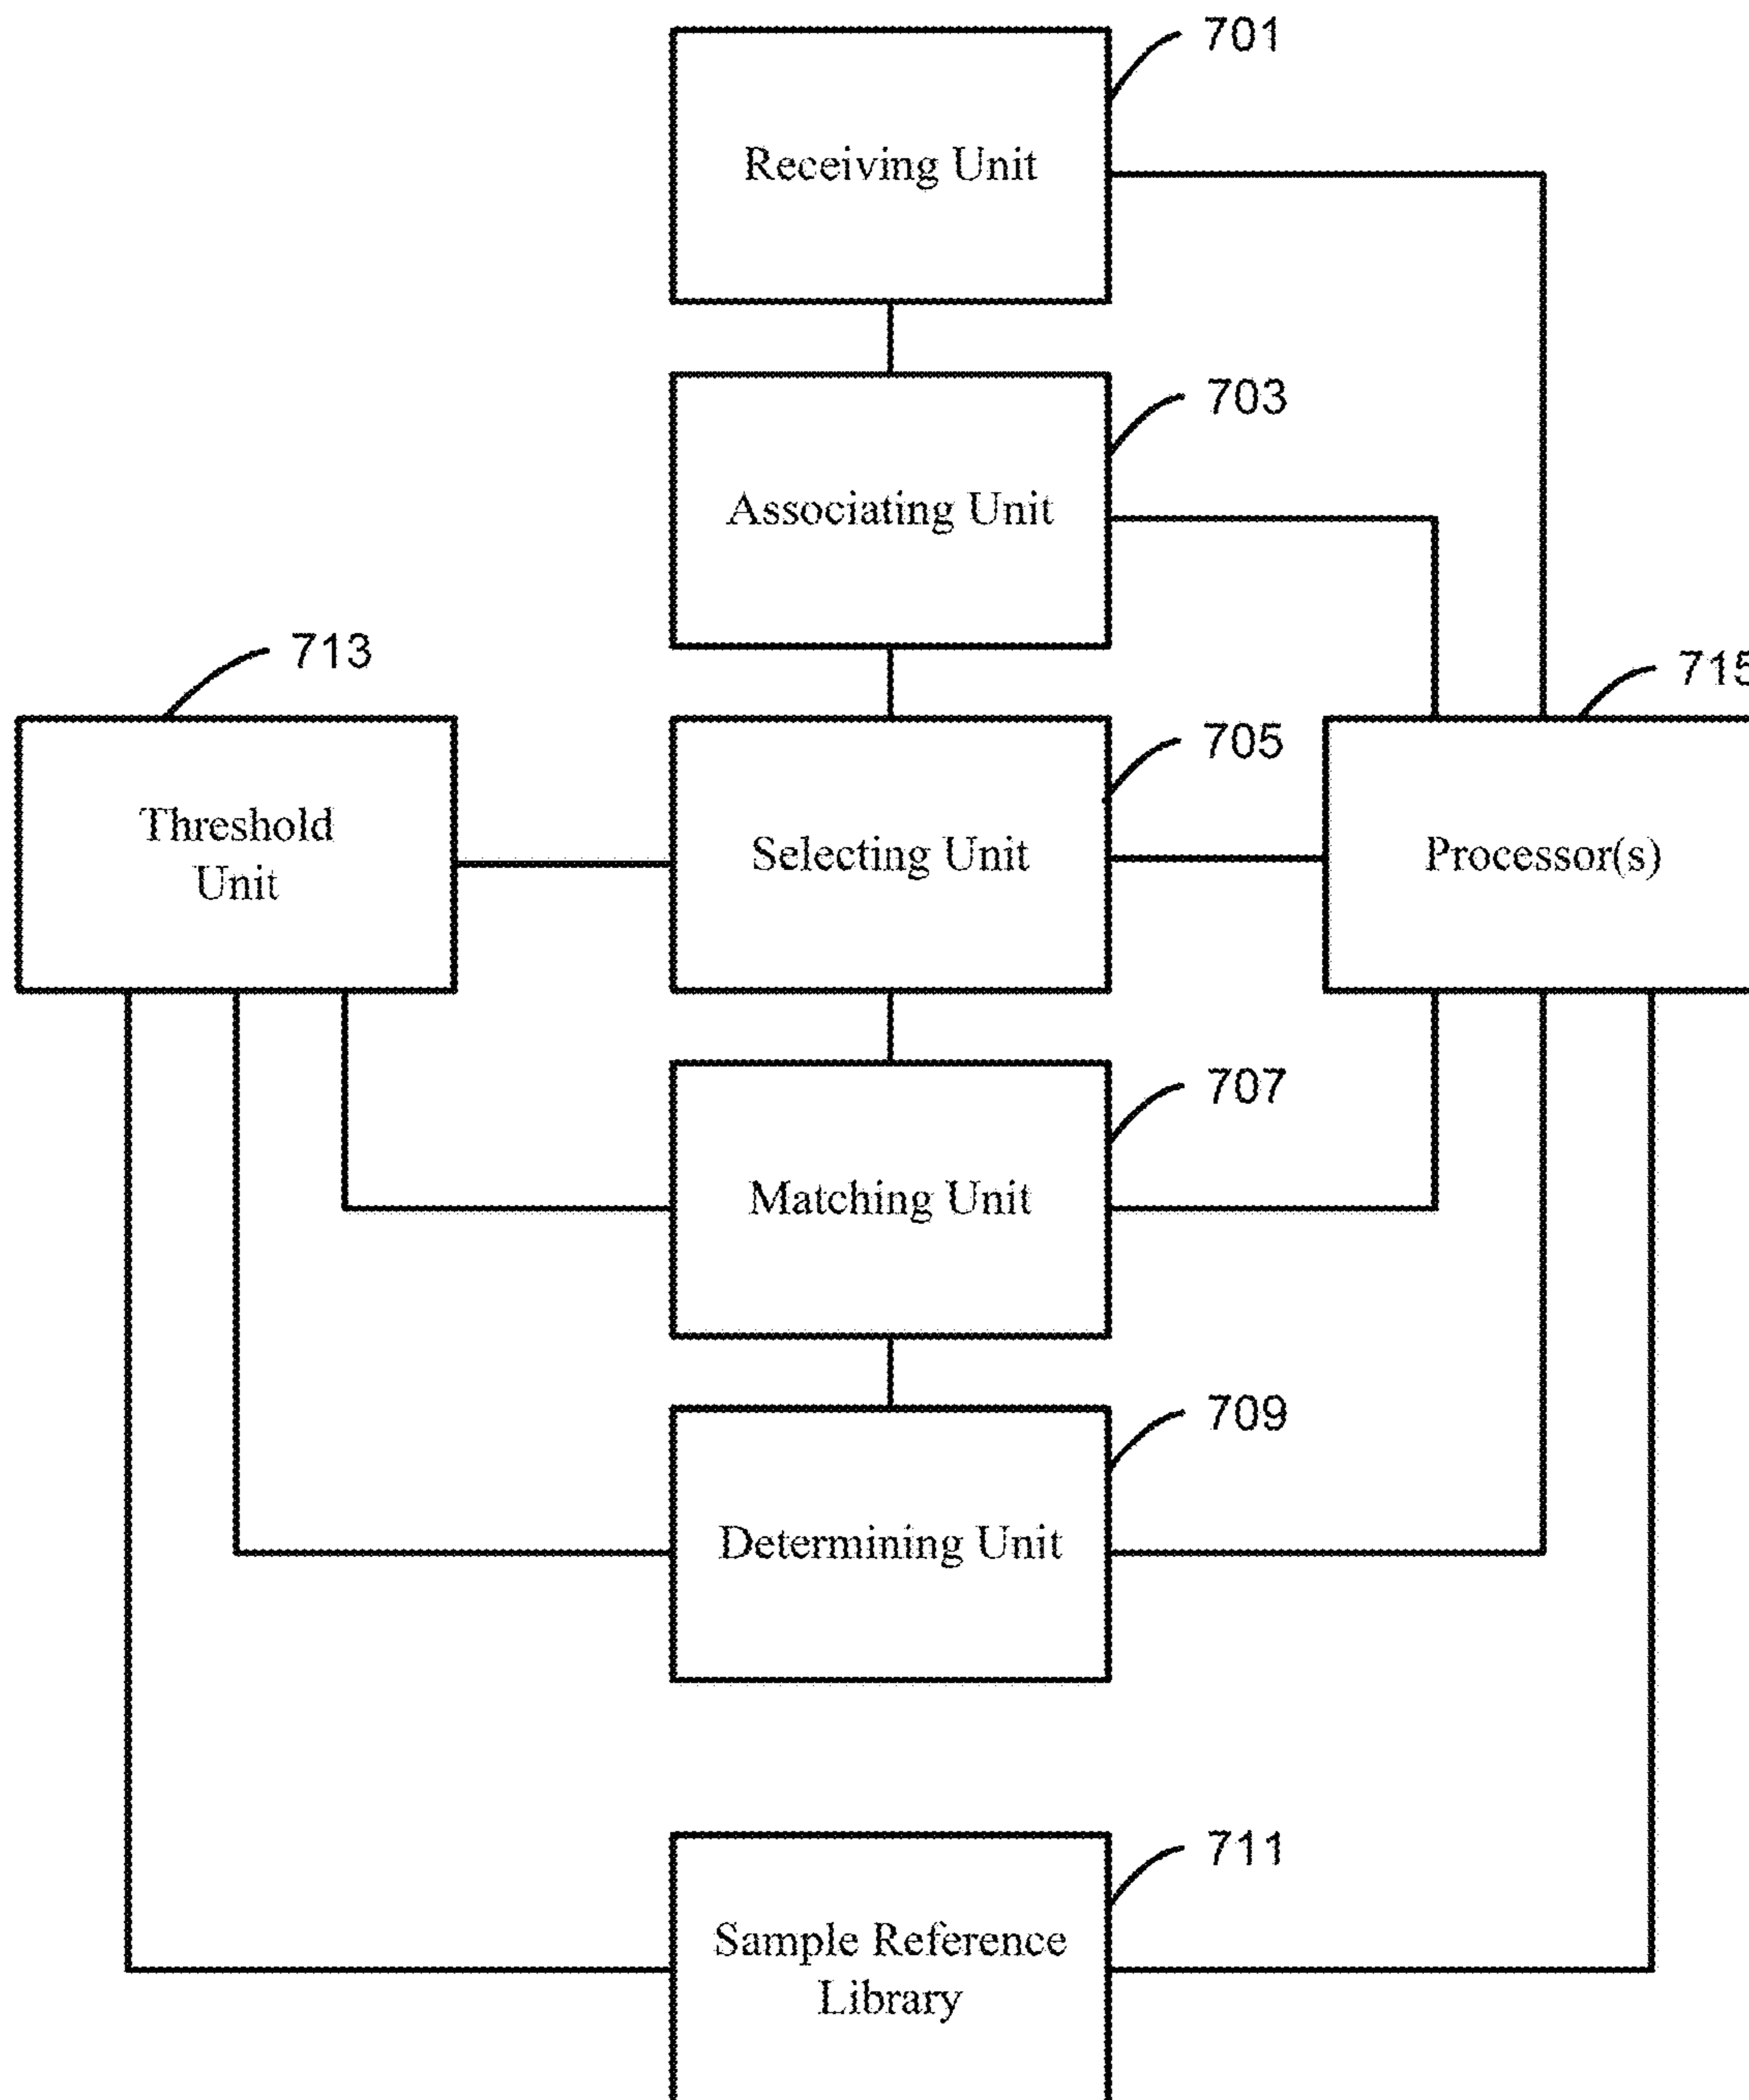 701
Receiving Unit
703
Associating Unit
713
715
705
Threshold
Unit
Selecting Unit
Processor(s)
707
Matching Unit
709
Determining Unit
711
Sample Reference
Library